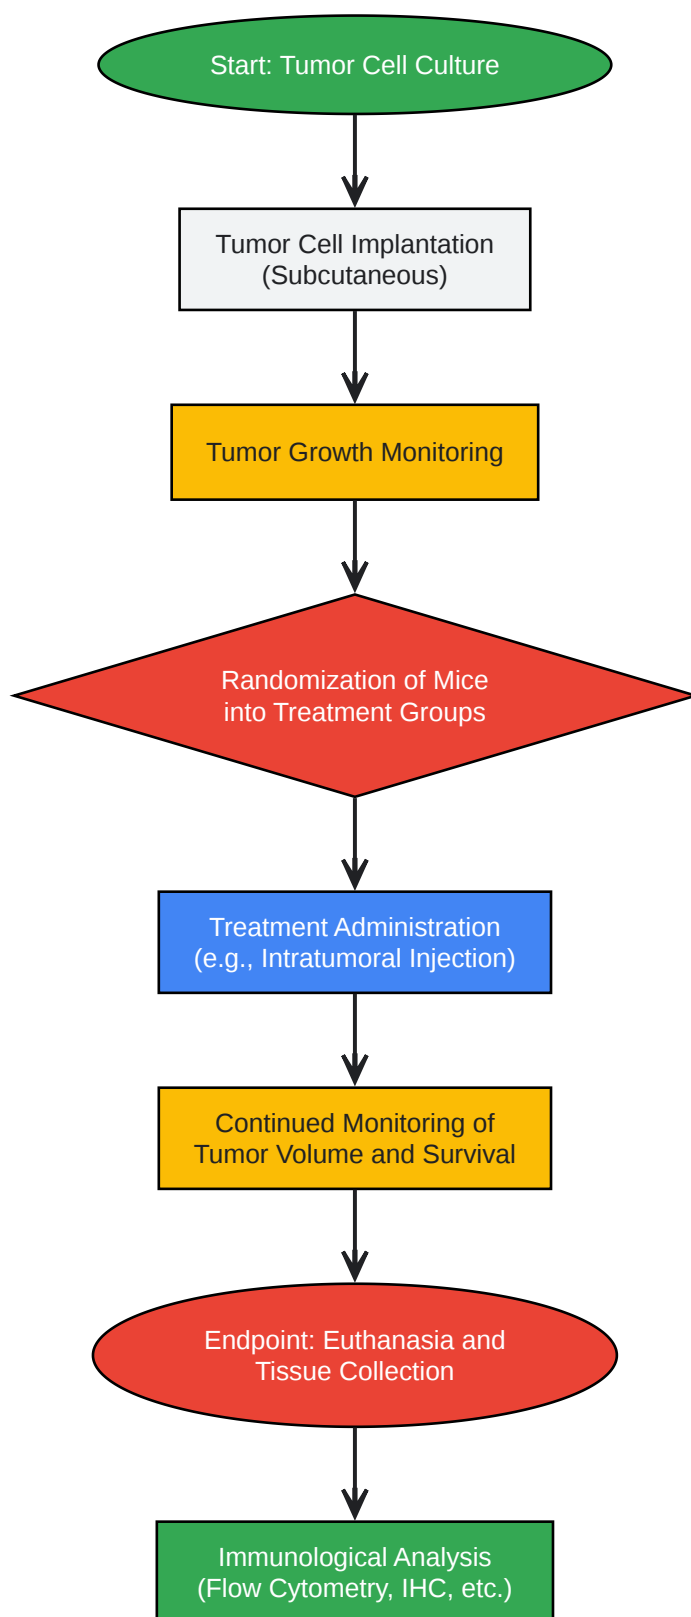 Start: Tumor Cell Culture
Tumor Cell Implantation
(Subcutaneous)
Tumor Growth Monitoring
Randomization of Mice
into Treatment Groups
Treatment Administration
(e.g., Intratumoral Injection)
Continued Monitoring of
Tumor Volume and Survival
Endpoint: Euthanasia and
Tissue Collection
Immunological Analysis
(Flow Cytometry, IHC, etc.)